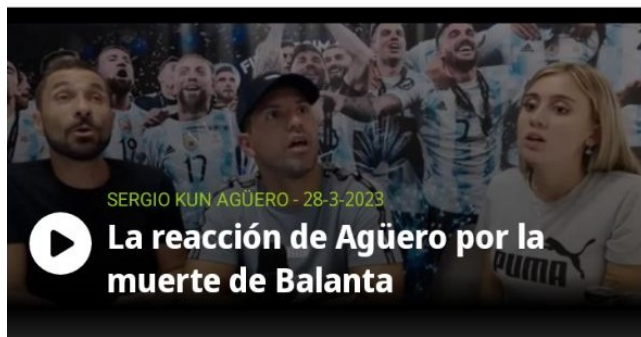 SERGIO KUN AGÜERO - 28-3-2023
La reacción de Agüero por la
muerte de Balanta
PUMA